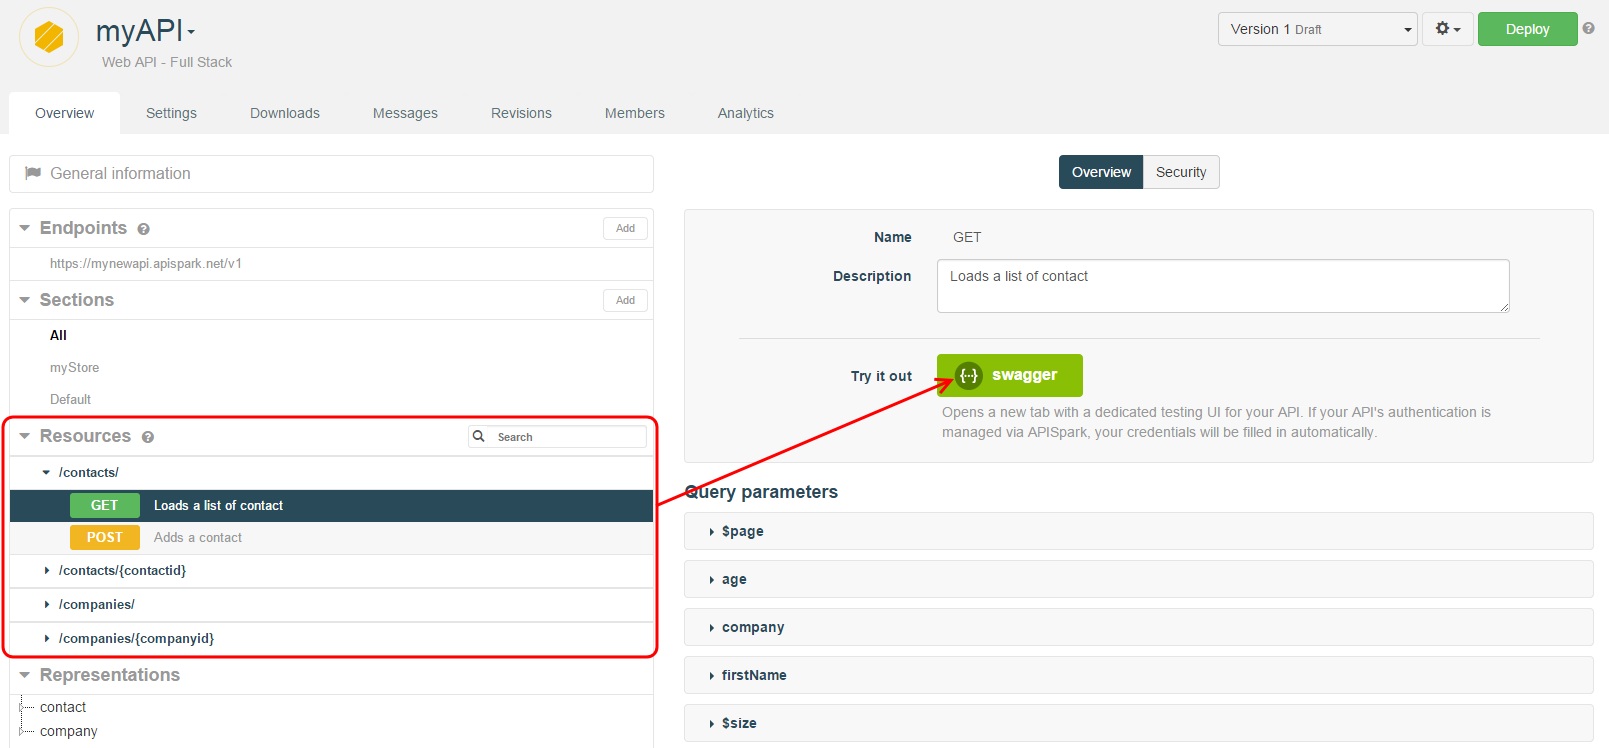 myAPI
Web API - Full Stack
Version 1 Draft
Deploy
Overview
Settings
Downloads
Messages
Revisions
Members
Analytics
General information
Endpoints
Add
https://mynewapi.apispark.net/v1
Sections
Add
All
myStore
Default
Resources
Search
/contacts/
GET Loads a list of contact
POST Adds a contact
/contacts/{contactid}
/companies/
/companies/{companyid}
Representations
contact
company
Overview
Security
Name GET
Description Loads a list of contact
Try it out {···} swagger
Opens a new tab with a dedicated testing UI for your API. If your API's authentication is
managed via APISpark, your credentials will be filled in automatically.
Query parameters
$page
age
company
firstName
$size